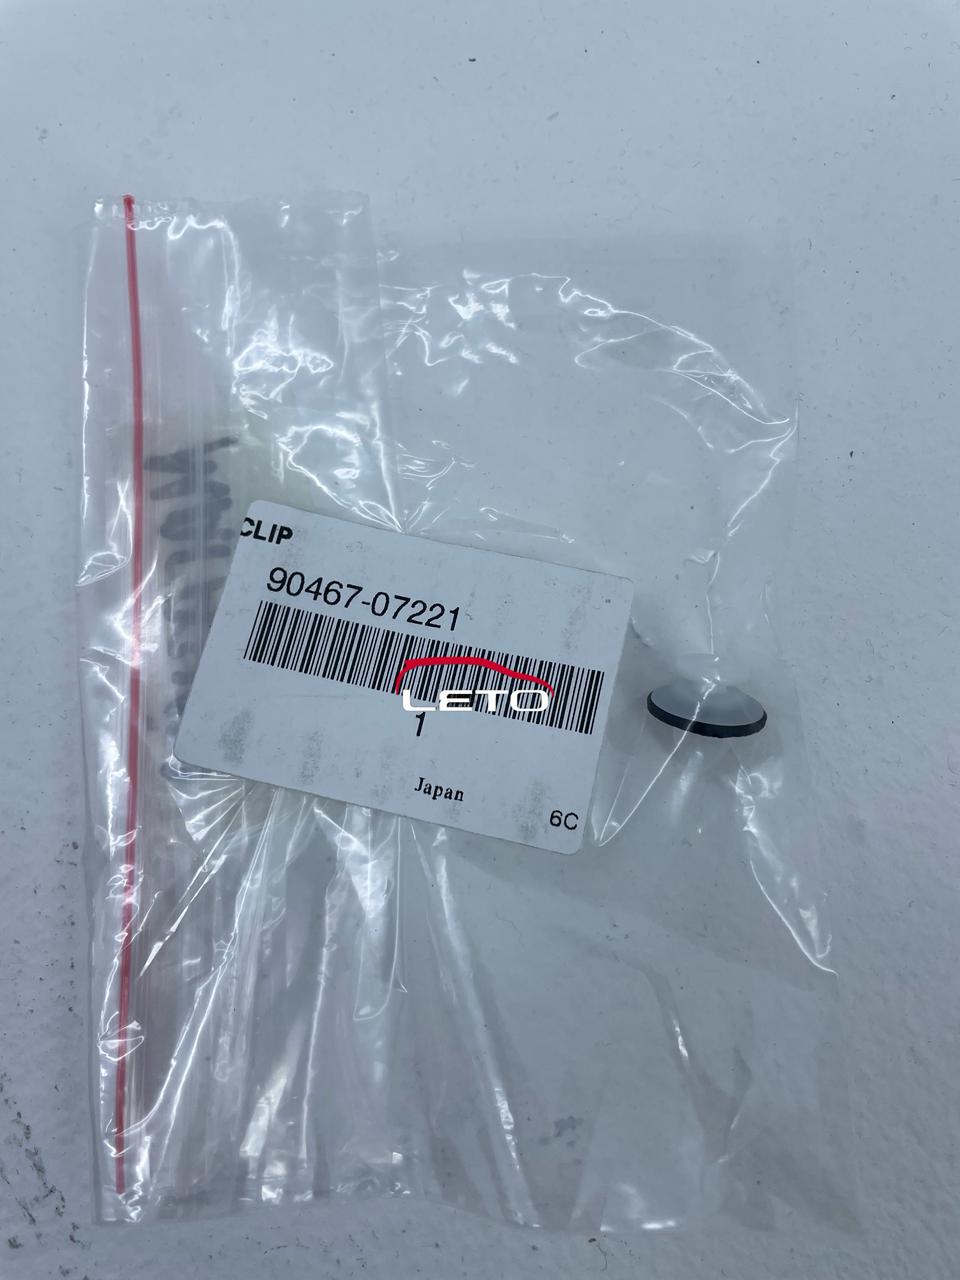 CLIP
90467-07221
LETO
1
Japan
6C